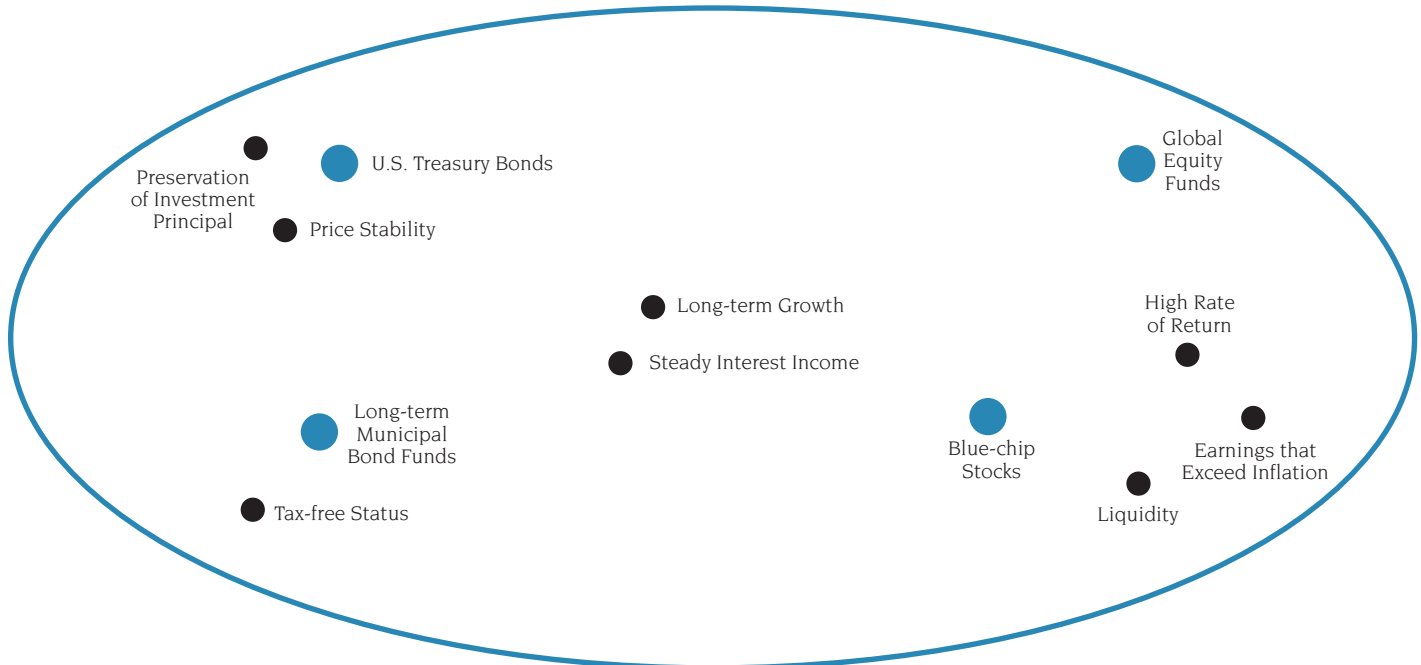 Global
Equity
Funds
U.S. Treasury Bonds
Preservation
of Investment
Principal
Price Stability
Long-term Growth
High Rate
of Return
Steady Interest Income
Long-term
Municipal
Bond Funds
Blue-chip
Stocks
Earnings that
Exceed Inflation
Tax-free Status
Liquidity